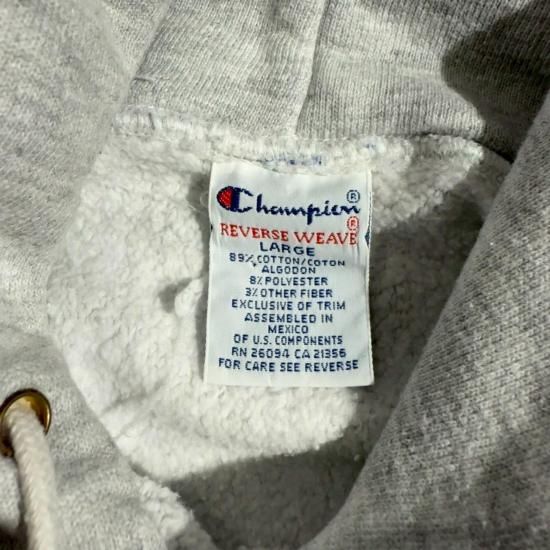 Champion®
REVERSE WEAVE®
LARGE
89% COTTON/COTON
ALGODON
8% POLYESTER
3% OTHER FIBER
EXCLUSIVE OF TRIM
ASSEMBLED IN
MEXICO
OF U.S. COMPONENTS
RN 26094 CA 21356
FOR CARE SEE REVERSE